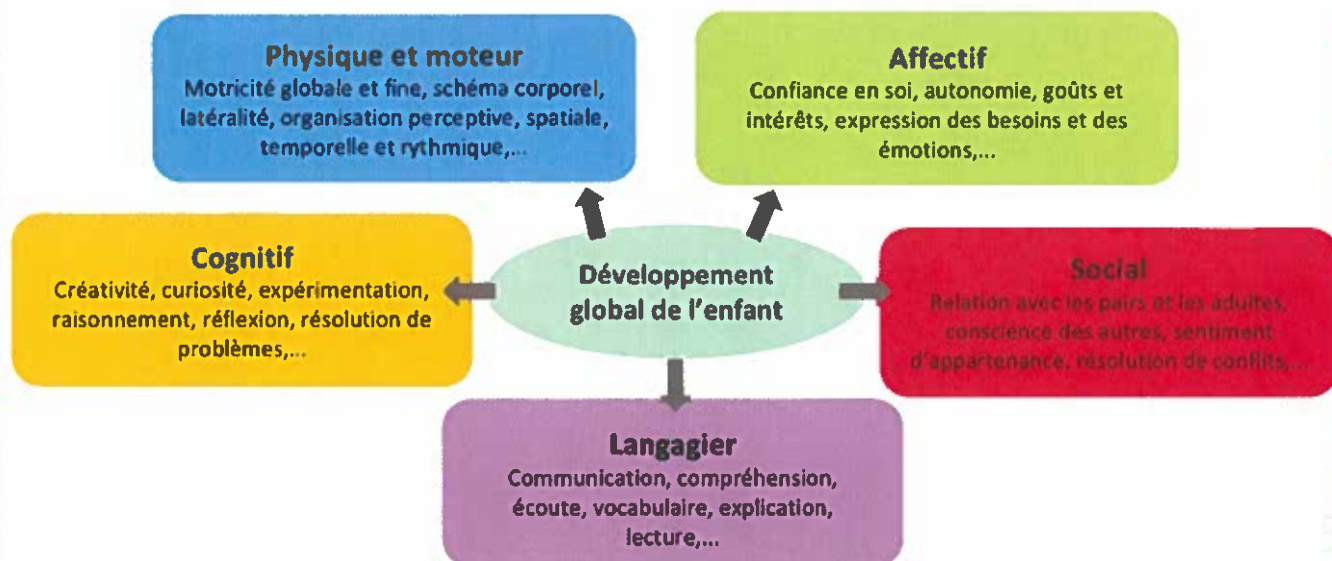 Physique et moteur
Motricité globale et fine, schéma corporel,
latéralité, organisation perceptive, spatiale,
temporelle et rythmique,...
Affectif
Confiance en soi, autonomie, goûts et
intérêts, expression des besoins et des
émotions,...
Cognitif
Créativité, curiosité, expérimentation,
raisonnement, réflexion, résolution de
problèmes,...
Développement
global de l'enfant
Social
Relation avec les pairs et les adultes,
conscience des autres, sentiment
d'appartenance, résolution de conflits,...
Langagier
Communication, compréhension,
écoute, vocabulaire, explication,
lecture,...